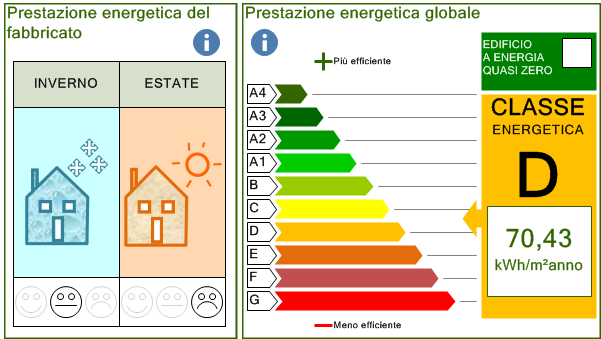 Prestazione energetica del
fabbricato
i
INVERNO
ESTATE
Prestazione energetica globale
i
Più efficiente
A4
A3
A2
A1
B
C
D
E
F
G
Meno efficiente
EDIFICIO
A ENERGIA
QUASI ZERO
CLASSE
ENERGETICA
D
70,43
kWh/m²anno